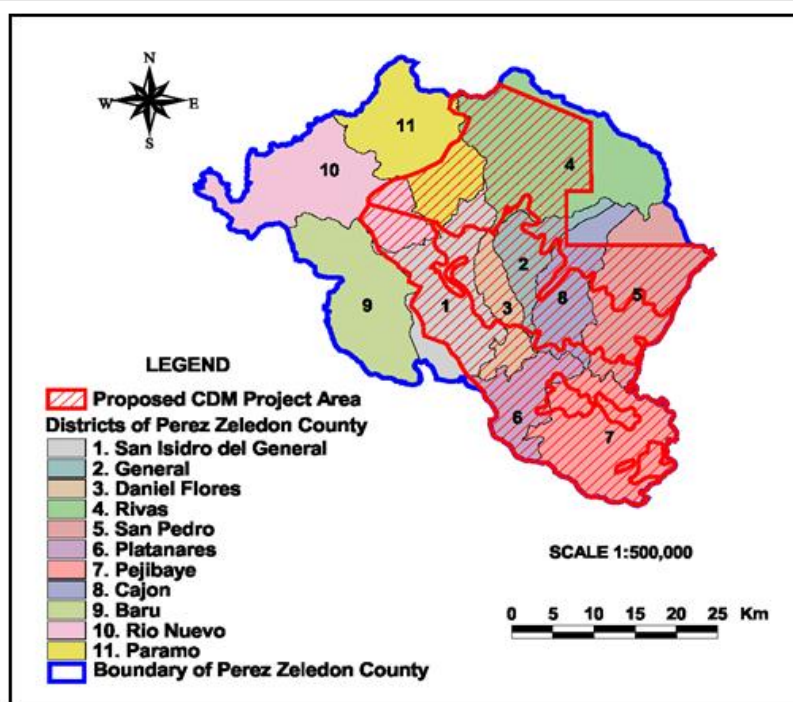 N
W E
S
11
10
4
2
5
8
1
3
9
6
7
LEGEND
Proposed CDM Project Area
Districts of Perez Zeledon County
1. San Isidro del General
2. General
3. Daniel Flores
4. Rivas
5. San Pedro
6. Platanares
7. Pejibaye
8. Cajon
9. Baru
10. Rio Nuevo
11. Paramo
Boundary of Perez Zeledon County
SCALE 1:500,000
0 5 10 15 20 25 Km